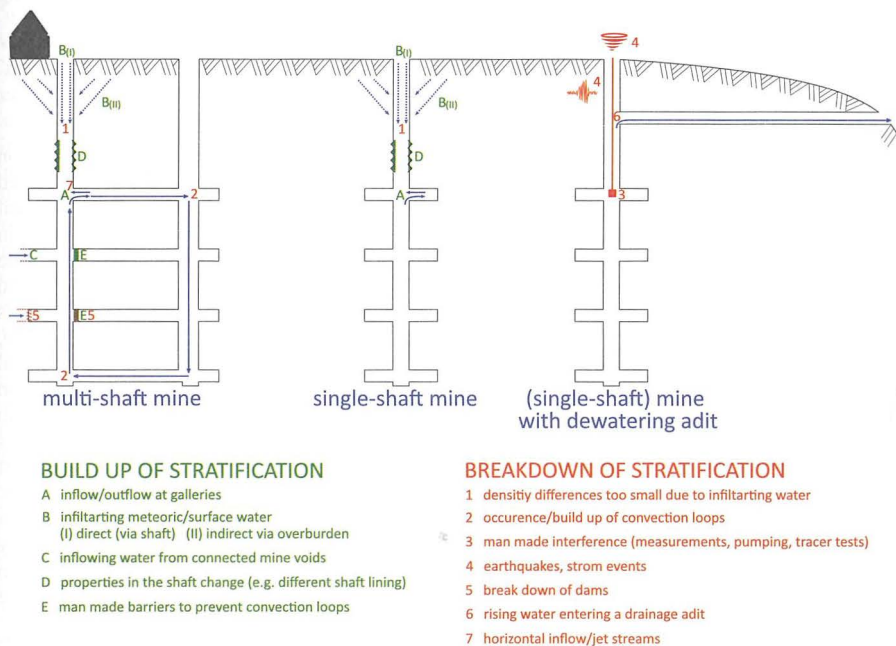 B(I)
B(I)
4
4
B(II)
B(II)
6
1
1
D
D
7
A
2
A
3
C
E
5
E5
2
multi-shaft mine
single-shaft mine
(single-shaft) mine
with dewatering adit
BUILD UP OF STRATIFICATION
A inflow/outflow at galleries
B infiltarting meteoric/surface water
(I) direct (via shaft) (II) indirect via overburden
C inflowing water from connected mine voids
D properties in the shaft change (e.g. different shaft lining)
E man made barriers to prevent convection loops
BREAKDOWN OF STRATIFICATION
1 densitiy differences too small due to infiltarting water
2 occurence/build up of convection loops
3 man made interference (measurements, pumping, tracer tests)
4 earthquakes, strom events
5 break down of dams
6 rising water entering a drainage adit
7 horizontal inflow/jet streams